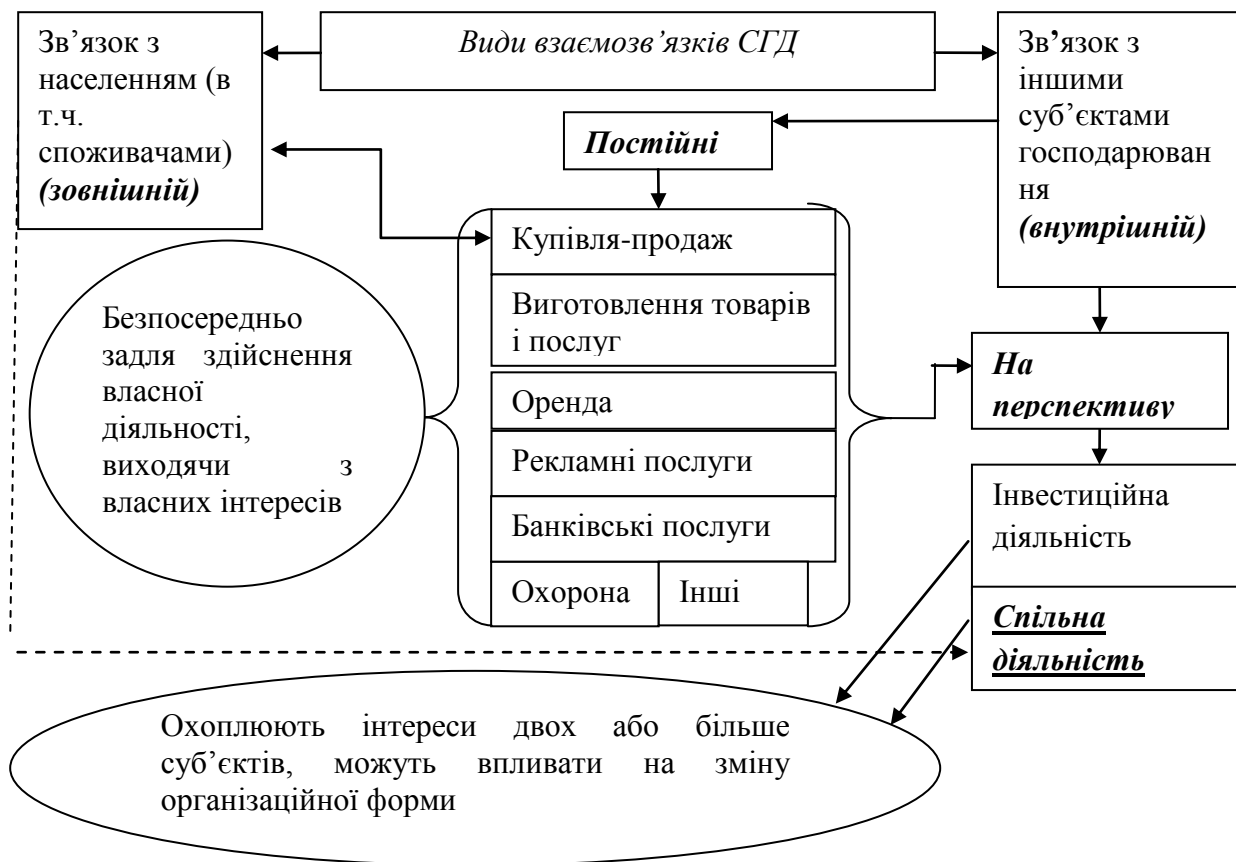 Зв’язок з
населенням (в
т.ч.
споживачами)
(зовнішній)
Види взаємозв’язків СГД
Зв’язок з
іншими
суб’єктами
господарюван
ня
(внутрішній)
Постійні
Купівля-продаж
Виготовлення товарів
і послуг
Оренда
Рекламні послуги
Банківські послуги
Охорона
Інші
Безпосередньо
задля здійснення
власної
діяльності,
виходячи з
власних інтересів
На
перспективу
Інвестиційна
діяльність
Спільна
діяльність
Охоплюють інтереси двох або більше
суб’єктів, можуть впливати на зміну
організаційної форми